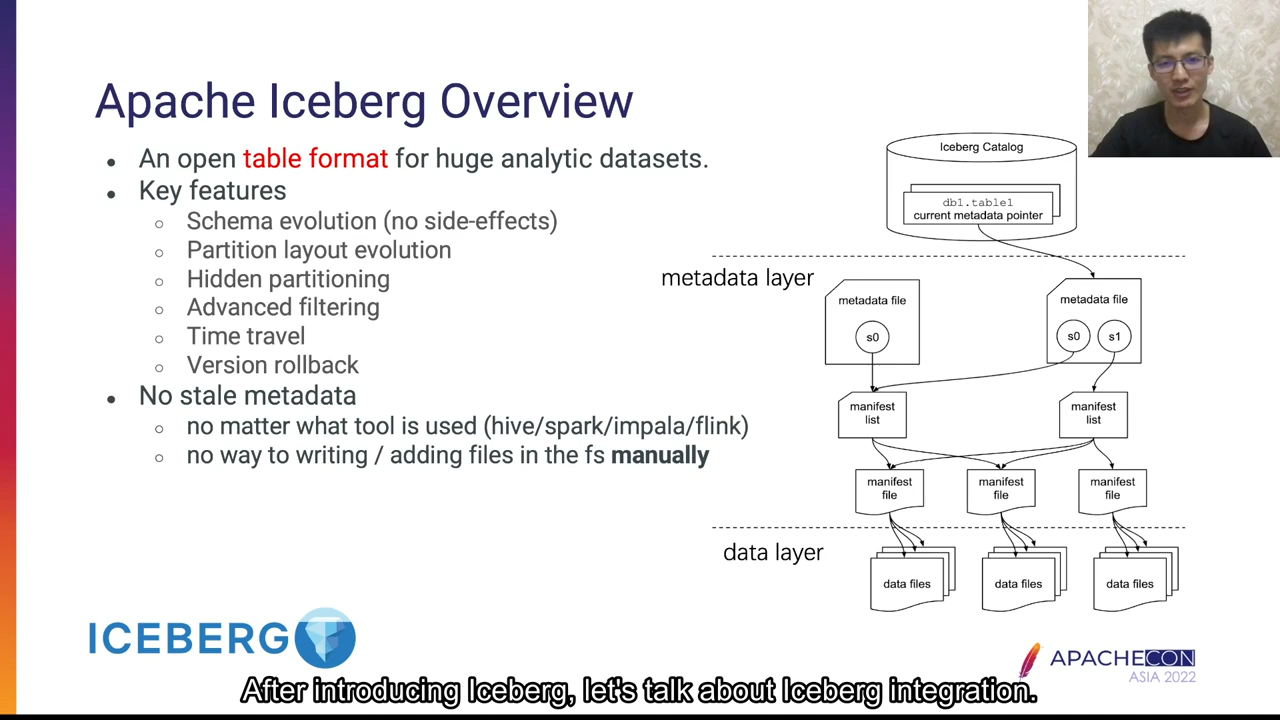 Apache Iceberg Overview
• An open table format for huge analytic datasets.
• Key features
○ Schema evolution (no side-effects)
○ Partition layout evolution
○ Hidden partitioning
○ Advanced filtering
○ Time travel
○ Version rollback
• No stale metadata
○ no matter what tool is used (hive/spark/impala/flink)
○ no way to writing / adding files in the fs manually
Iceberg Catalog
db1.table1
current metadata pointer
metadata layer
metadata file
s0
metadata file
s0 s1
manifest
list
manifest
list
manifest
file
manifest
file
manifest
file
data layer
data files
data files
data files
ICEBERG
APACHECON
ASIA 2022
After introducing Iceberg, let's talk about Iceberg integration.